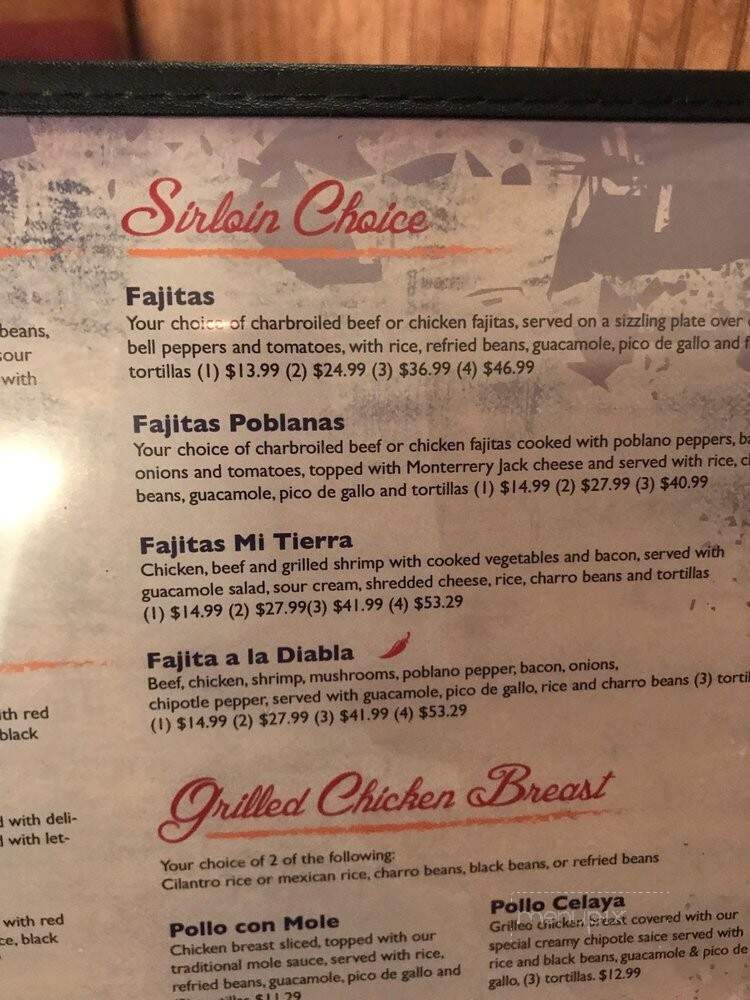 beans,
sour
with
Sirloin Choice
Fajitas
Your choice of charbroiled beef or chicken fajitas, served on a sizzling plate over
bell peppers and tomatoes, with rice, refried beans, guacamole, pico de gallo and
tortillas (1) $13.99 (2) $24.99 (3) $36.99 (4) $46.99
Fajitas Poblanas
Your choice of charbroiled beef or chicken fajitas cooked with poblano peppers,
onions and tomatoes, topped with Monterrery Jack cheese and served with rice,
beans, guacamole, pico de gallo and tortillas (1) $14.99 (2) $27.99 (3) $40.99
Fajitas Mi Tierra
Chicken, beef and grilled shrimp with cooked vegetables and bacon, served with
guacamole salad, sour cream, shredded cheese, rice, charro beans and tortillas
(1) $14.99 (2) $27.99(3) $41.99 (4) $53.29
Fajita a la Diabla
Beef, chicken, shrimp, mushrooms, poblano pepper, bacon, onions,
chipotle pepper, served with guacamole, pico de gallo, rice and charro beans (3)
(1) $14.99 (2) $27.99 (3) $41.99 (4) $53.29
with red
black
with deli-
with let-
with red
black
Grilled Chicken Breast
Your choice of 2 of the following:
Cilantro rice or mexican rice, charro beans, black beans, or refried beans
Pollo con Mole
Chicken breast sliced, topped with our
traditional mole sauce, served with rice,
refried beans, guacamole, pico de gallo and
$11.29
Pollo Celaya
Grilled chicken breast covered with our
special creamy chipotle saice served with
rice and black beans, guacamole & pico de
gallo, (3) tortillas. $12.99
menupix